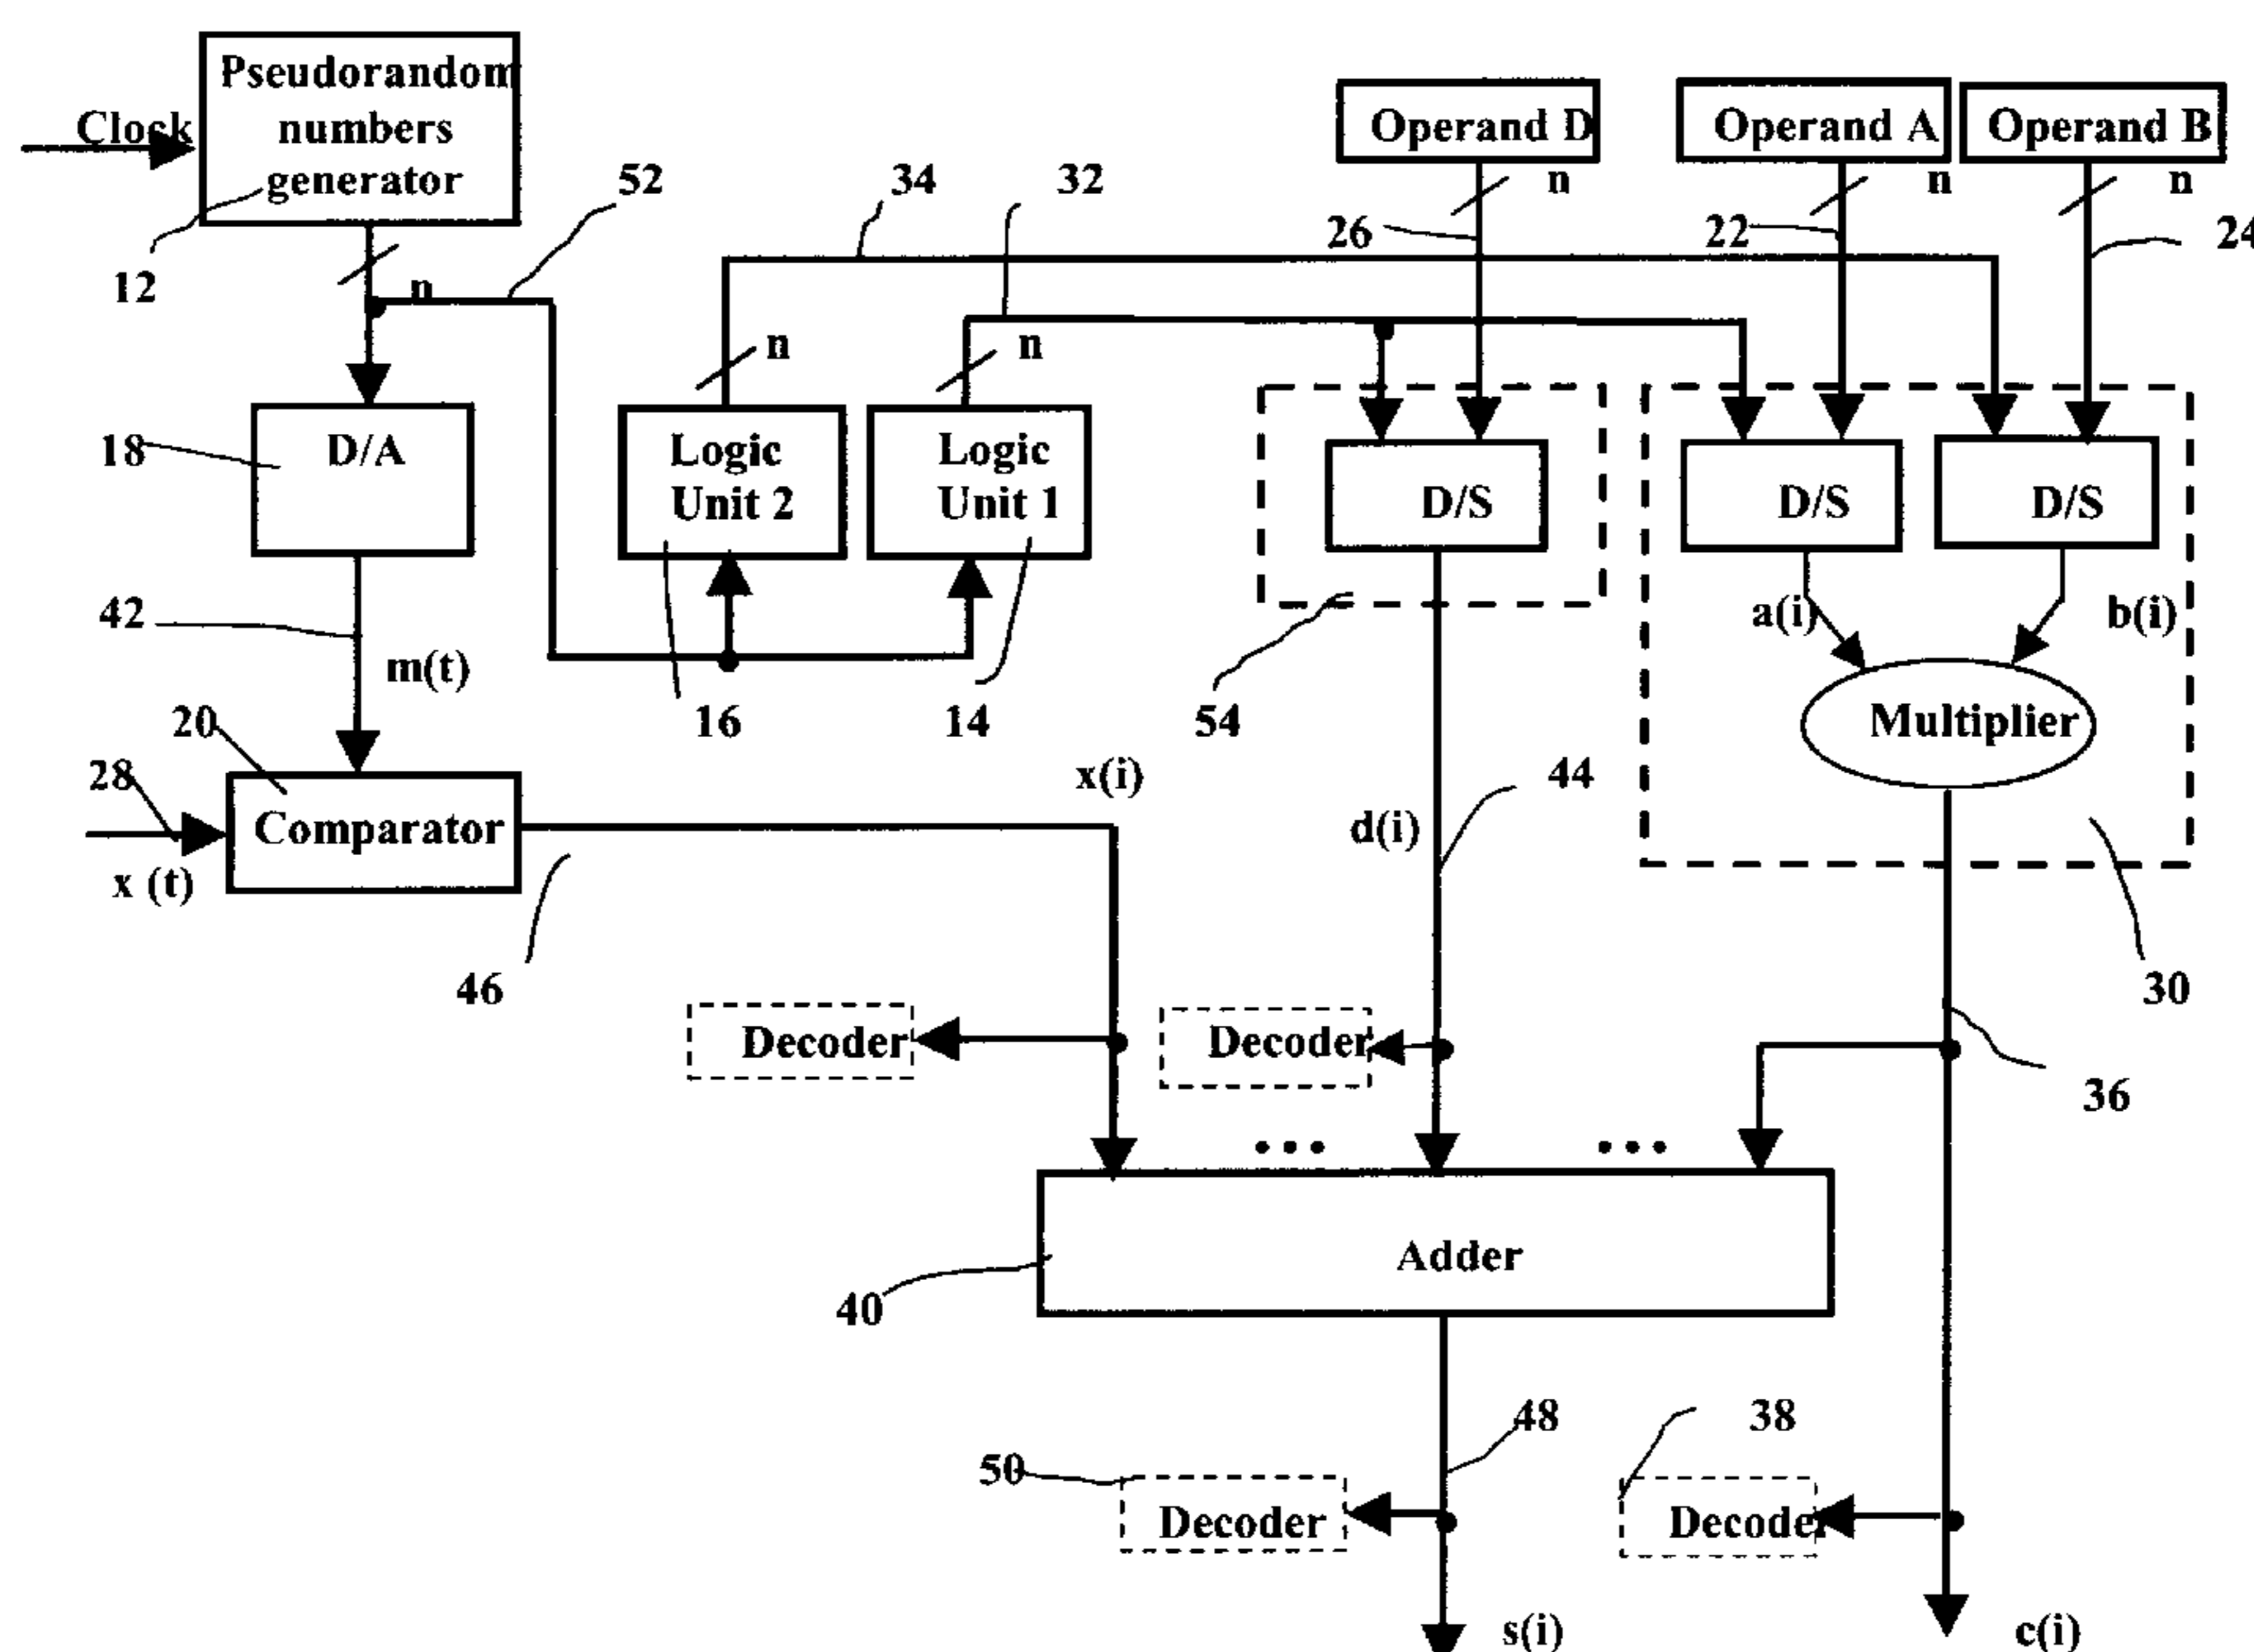 Pseudorandom
numbers
generator
Clock
Operand D
Operand A
Operand B
n
n
n
52
34
32
26
22
24
12
n
n
n
D/A
18
Logic
Unit 2
Logic
Unit 1
D/S
D/S
D/S
42
m(t)
a(i)
b(i)
16
14
54
Multiplier
20
28
x(i)
44
Comparator
d(i)
x (t)
46
30
Decoder
Decoder
36
• • •
• • •
Adder
40
48
38
50
Decoder
Decoder
s(i)
c(i)